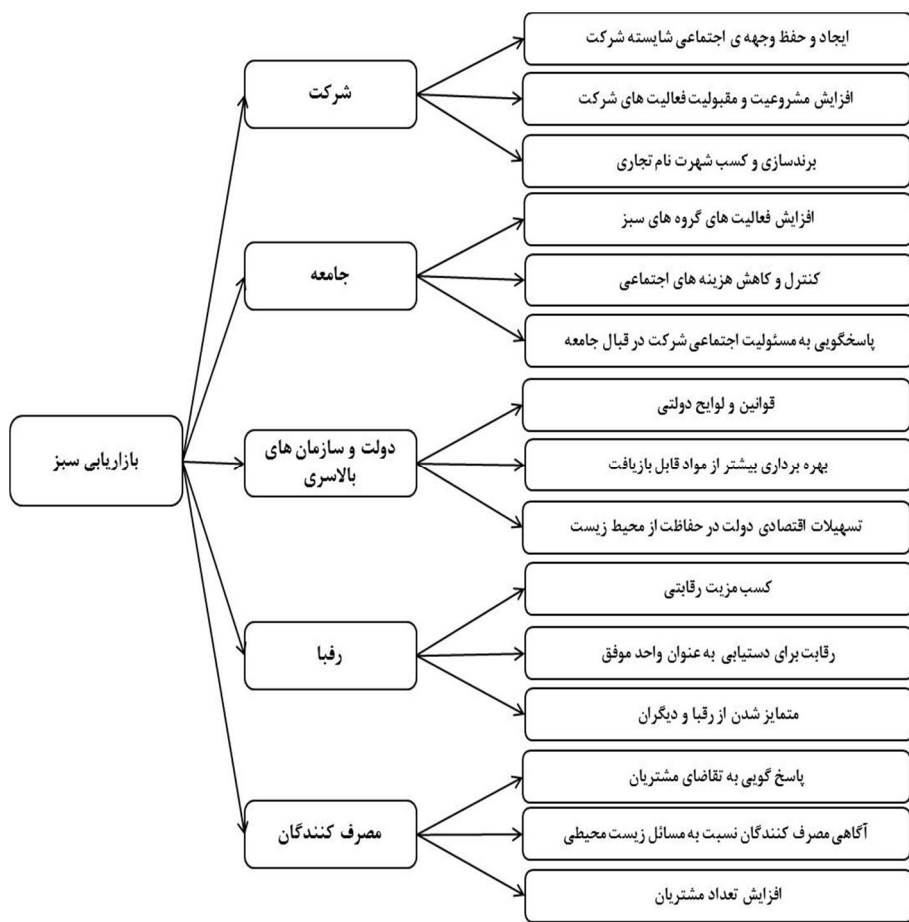 بازاریابی سبز
شرکت
ایجاد و حفظ وجهه ی اجتماعی شایسته شرکت
افزایش مشروعیت و مقبولیت فعالیت های شرکت
برندسازی و کسب شهرت نام تجاری
جامعه
افزایش فعالیت های گروه های سبز
کنترل و کاهش هزینه های اجتماعی
پاسخگویی به مسئولیت اجتماعی شرکت در قبال جامعه
دولت و سازمان های
بالاسری
قوانین و لوایح دولتی
بهره برداری بیشتر از مواد قابل بازیافت
تسهیلات اقتصادی دولت در حفاظت از محیط زیست
رفبا
کسب مزیت رقابتی
رقابت برای دستیابی به عنوان واحد موفق
متمایز شدن از رقبا و دیگران
مصرف کنندگان
پاسخ گویی به تقاضای مشتریان
آگاهی مصرف کنندگان نسبت به مسائل زیست محیطی
افزایش تعداد مشتریان